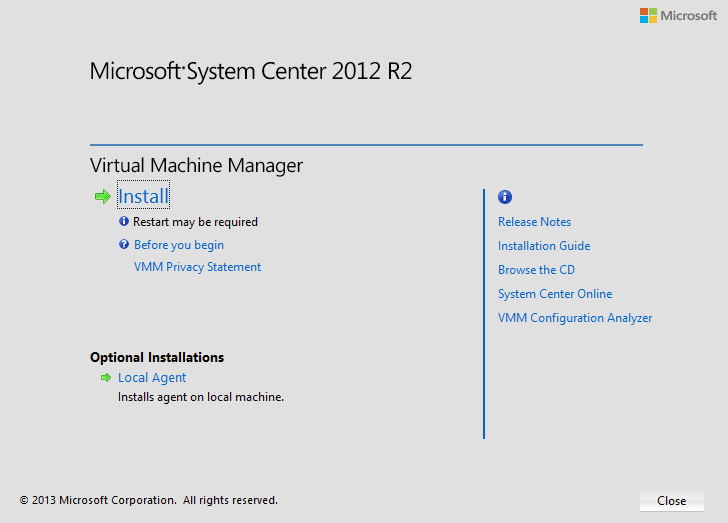 Microsoft
Microsoft System Center 2012 R2
Virtual Machine Manager
Install
Restart may be required
Before you begin
VMM Privacy Statement
Release Notes
Installation Guide
Browse the CD
System Center Online
VMM Configuration Analyzer
Optional Installations
Local Agent
Installs agent on local machine.
© 2013 Microsoft Corporation. All rights reserved.
Close